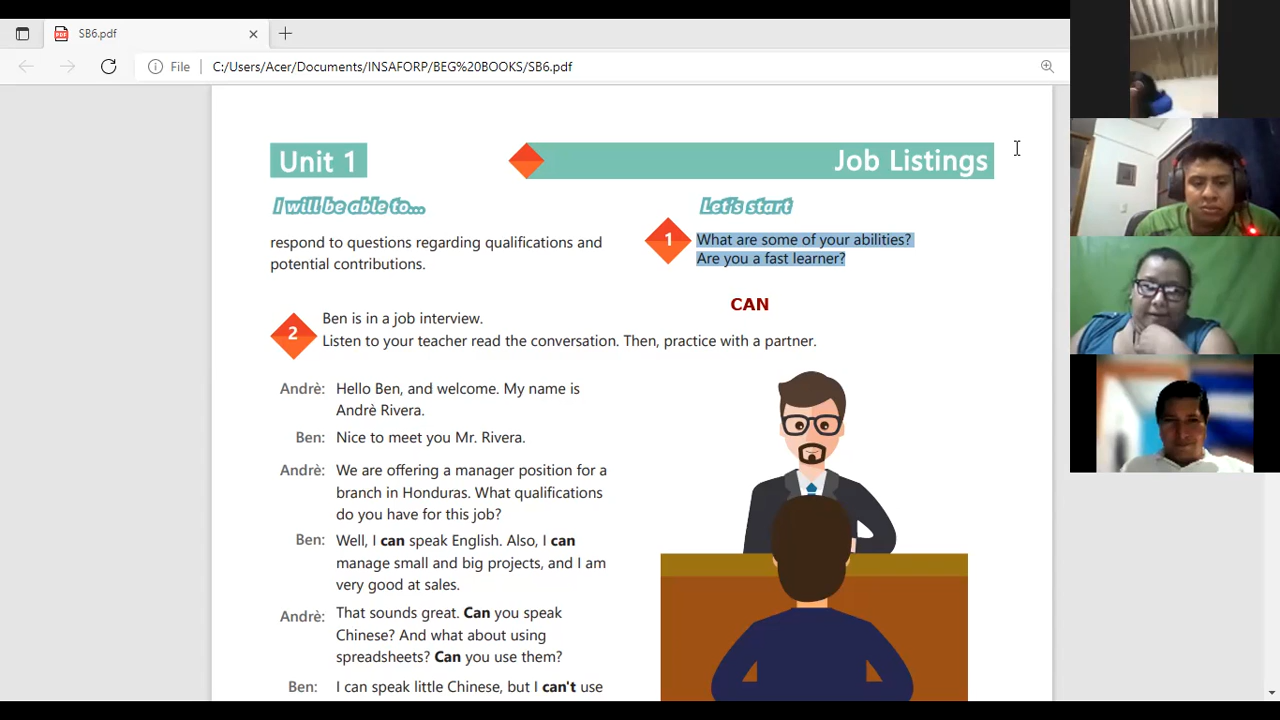 SB6.pdf
File
C:/Users/Acer/Documents/INSAFORP/BEG%20BOOKS/SB6.pdf
Unit 1
Job Listings
I will be able to...
respond to questions regarding qualifications and
potential contributions.
Let's start
1
What are some of your abilities?
Are you a fast learner?
CAN
2
Ben is in a job interview.
Listen to your teacher read the conversation. Then, practice with a partner.
Andrè: Hello Ben, and welcome. My name is
Andrè Rivera.
Ben: Nice to meet you Mr. Rivera.
Andrè: We are offering a manager position for a
branch in Honduras. What qualifications
do you have for this job?
Ben: Well, I can speak English. Also, I can
manage small and big projects, and I am
very good at sales.
Andrè: That sounds great. Can you speak
Chinese? And what about using
spreadsheets? Can you use them?
Ben: I can speak little Chinese, but I can't use